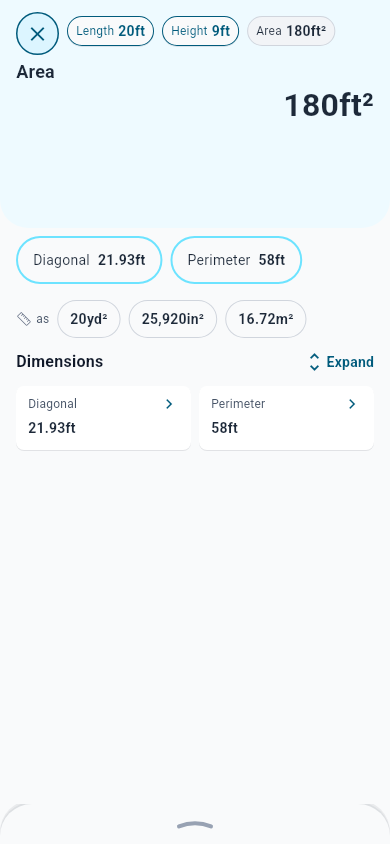 Length 20ft Height 9ft Area 180ft²
Area
180ft²
Diagonal 21.93ft Perimeter 58ft
as 20yd² 25,920in² 16.72m²
Dimensions Expand
Diagonal Perimeter
21.93ft 58ft